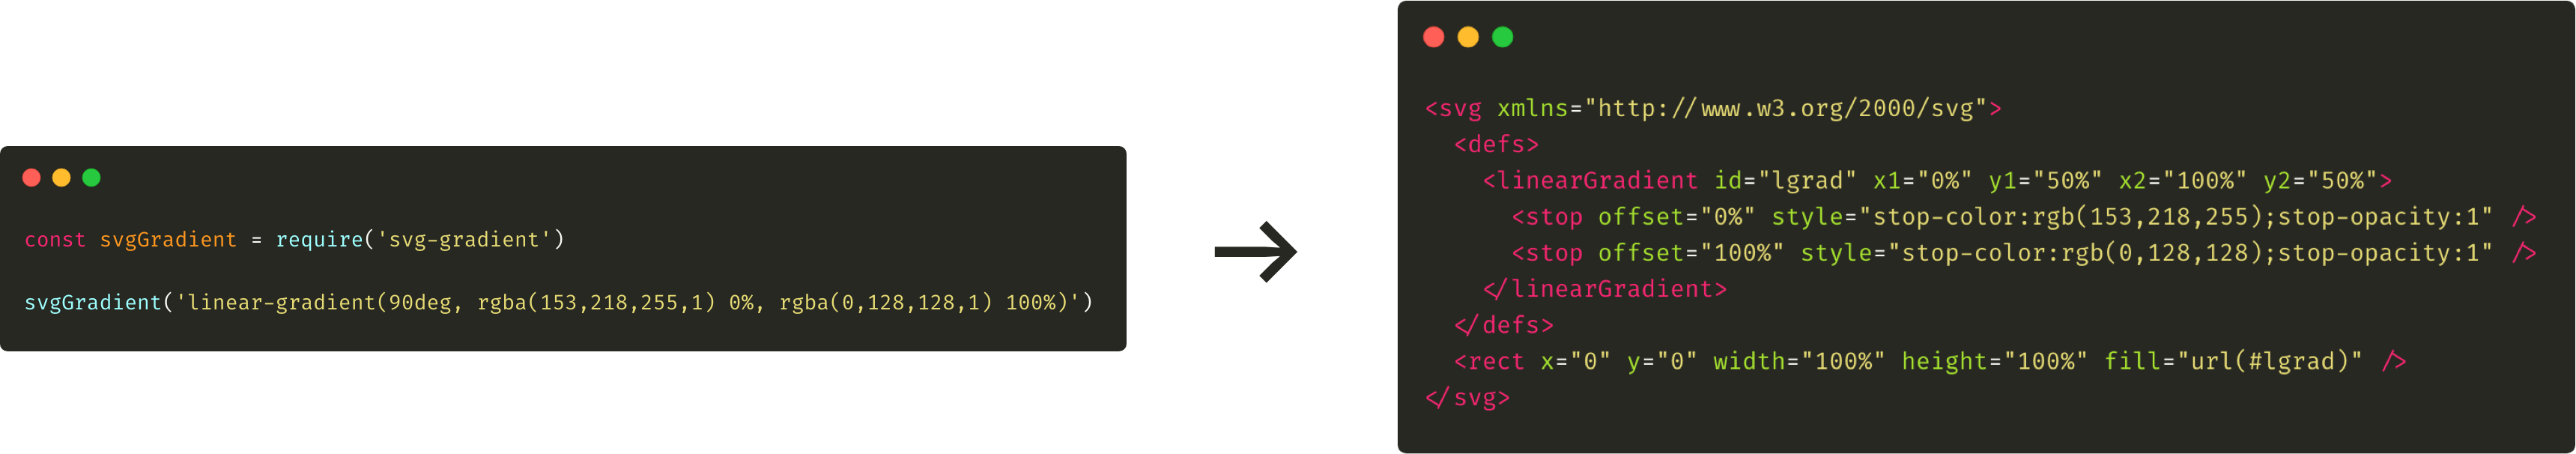 const svgGradient = require('svg-gradient')
svgGradient('linear-gradient(90deg, rgba(153,218,255,1) 0%, rgba(0,128,128,1) 100%)')
<svg xmlns="http://www.w3.org/2000/svg">
<defs>
<linearGradient id="lgrad" x1="0%" y1="50%" x2="100%" y2="50%">
<stop offset="0%" style="stop-color:rgb(153,218,255);stop-opacity:1" />
<stop offset="100%" style="stop-color:rgb(0,128,128);stop-opacity:1" />
</linearGradient>
</defs>
<rect x="0" y="0" width="100%" height="100%" fill="url(#lgrad)" />
</svg>